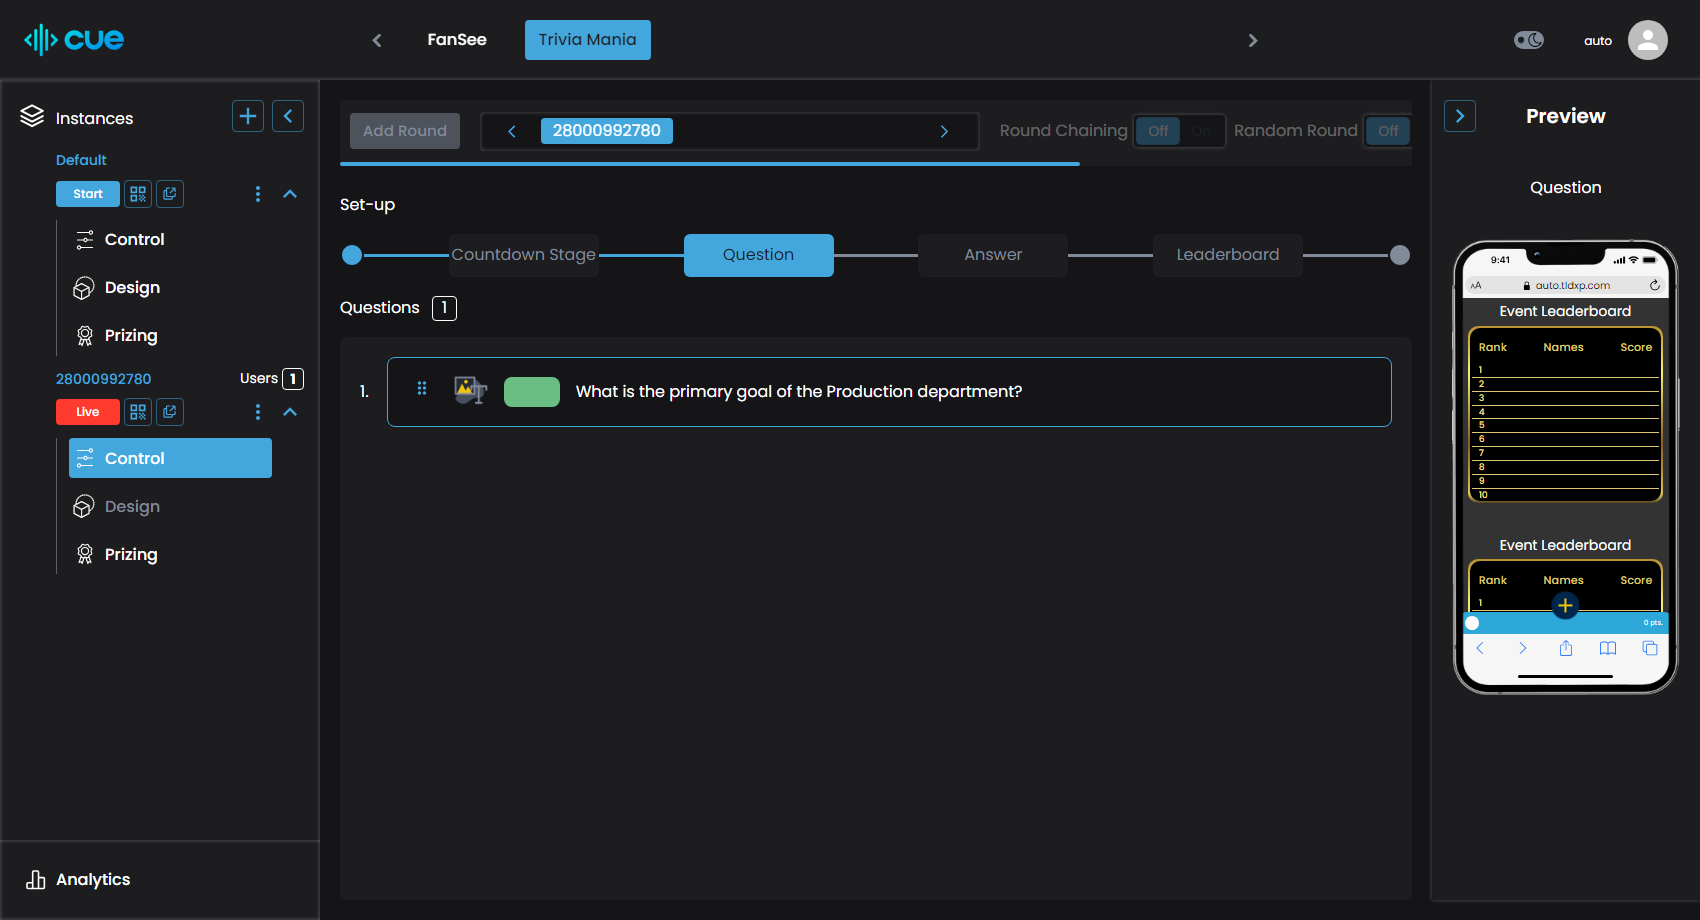 cue
FanSee
Trivia Mania
auto
Instances
Default
Start
Control
Design
Prizing
28000992780
Users 1
Live
Control
Design
Prizing
Analytics
Add Round
28000992780
Round Chaining
Off
On
Random Round
Off
Set-up
Countdown Stage
Question
Answer
Leaderboard
Questions 1
1.
What is the primary goal of the Production department?
Preview
Question
9:41
AA
auto.tldxp.com
Event Leaderboard
Rank Names Score
1
2
3
4
5
6
7
8
9
10
Event Leaderboard
Rank Names Score
1
0 pts.